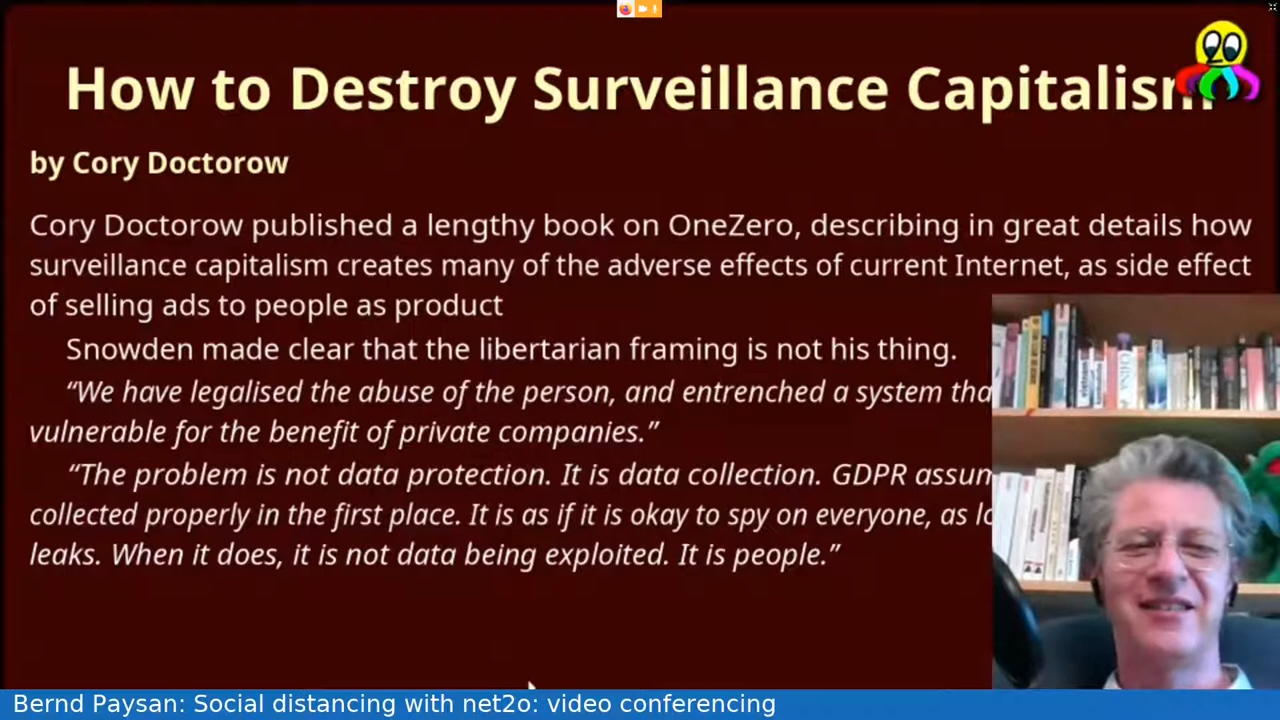 How to Destroy Surveillance Capitalism
by Cory Doctorow
Cory Doctorow published a lengthy book on OneZero, describing in great details how
surveillance capitalism creates many of the adverse effects of current Internet, as side effect
of selling ads to people as product
Snowden made clear that the libertarian framing is not his thing.
“We have legalised the abuse of the person, and entrenched a system tha
vulnerable for the benefit of private companies.”
“The problem is not data protection. It is data collection. GDPR assum
collected properly in the first place. It is as if it is okay to spy on everyone, as lo
leaks. When it does, it is not data being exploited. It is people.”
Bernd Paysan: Social distancing with net2o: video conferencing